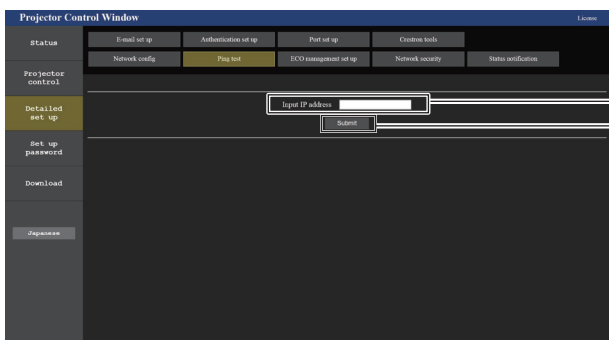 Projector Control Window License
Status
E-mail set up Authentication set up Port set up Crestron tools
Network config Ping test ECO management set up Network security Status notification
Projector
control
Detailed
set up
Input IP address
Submit
Set up
password
Download
Japanese